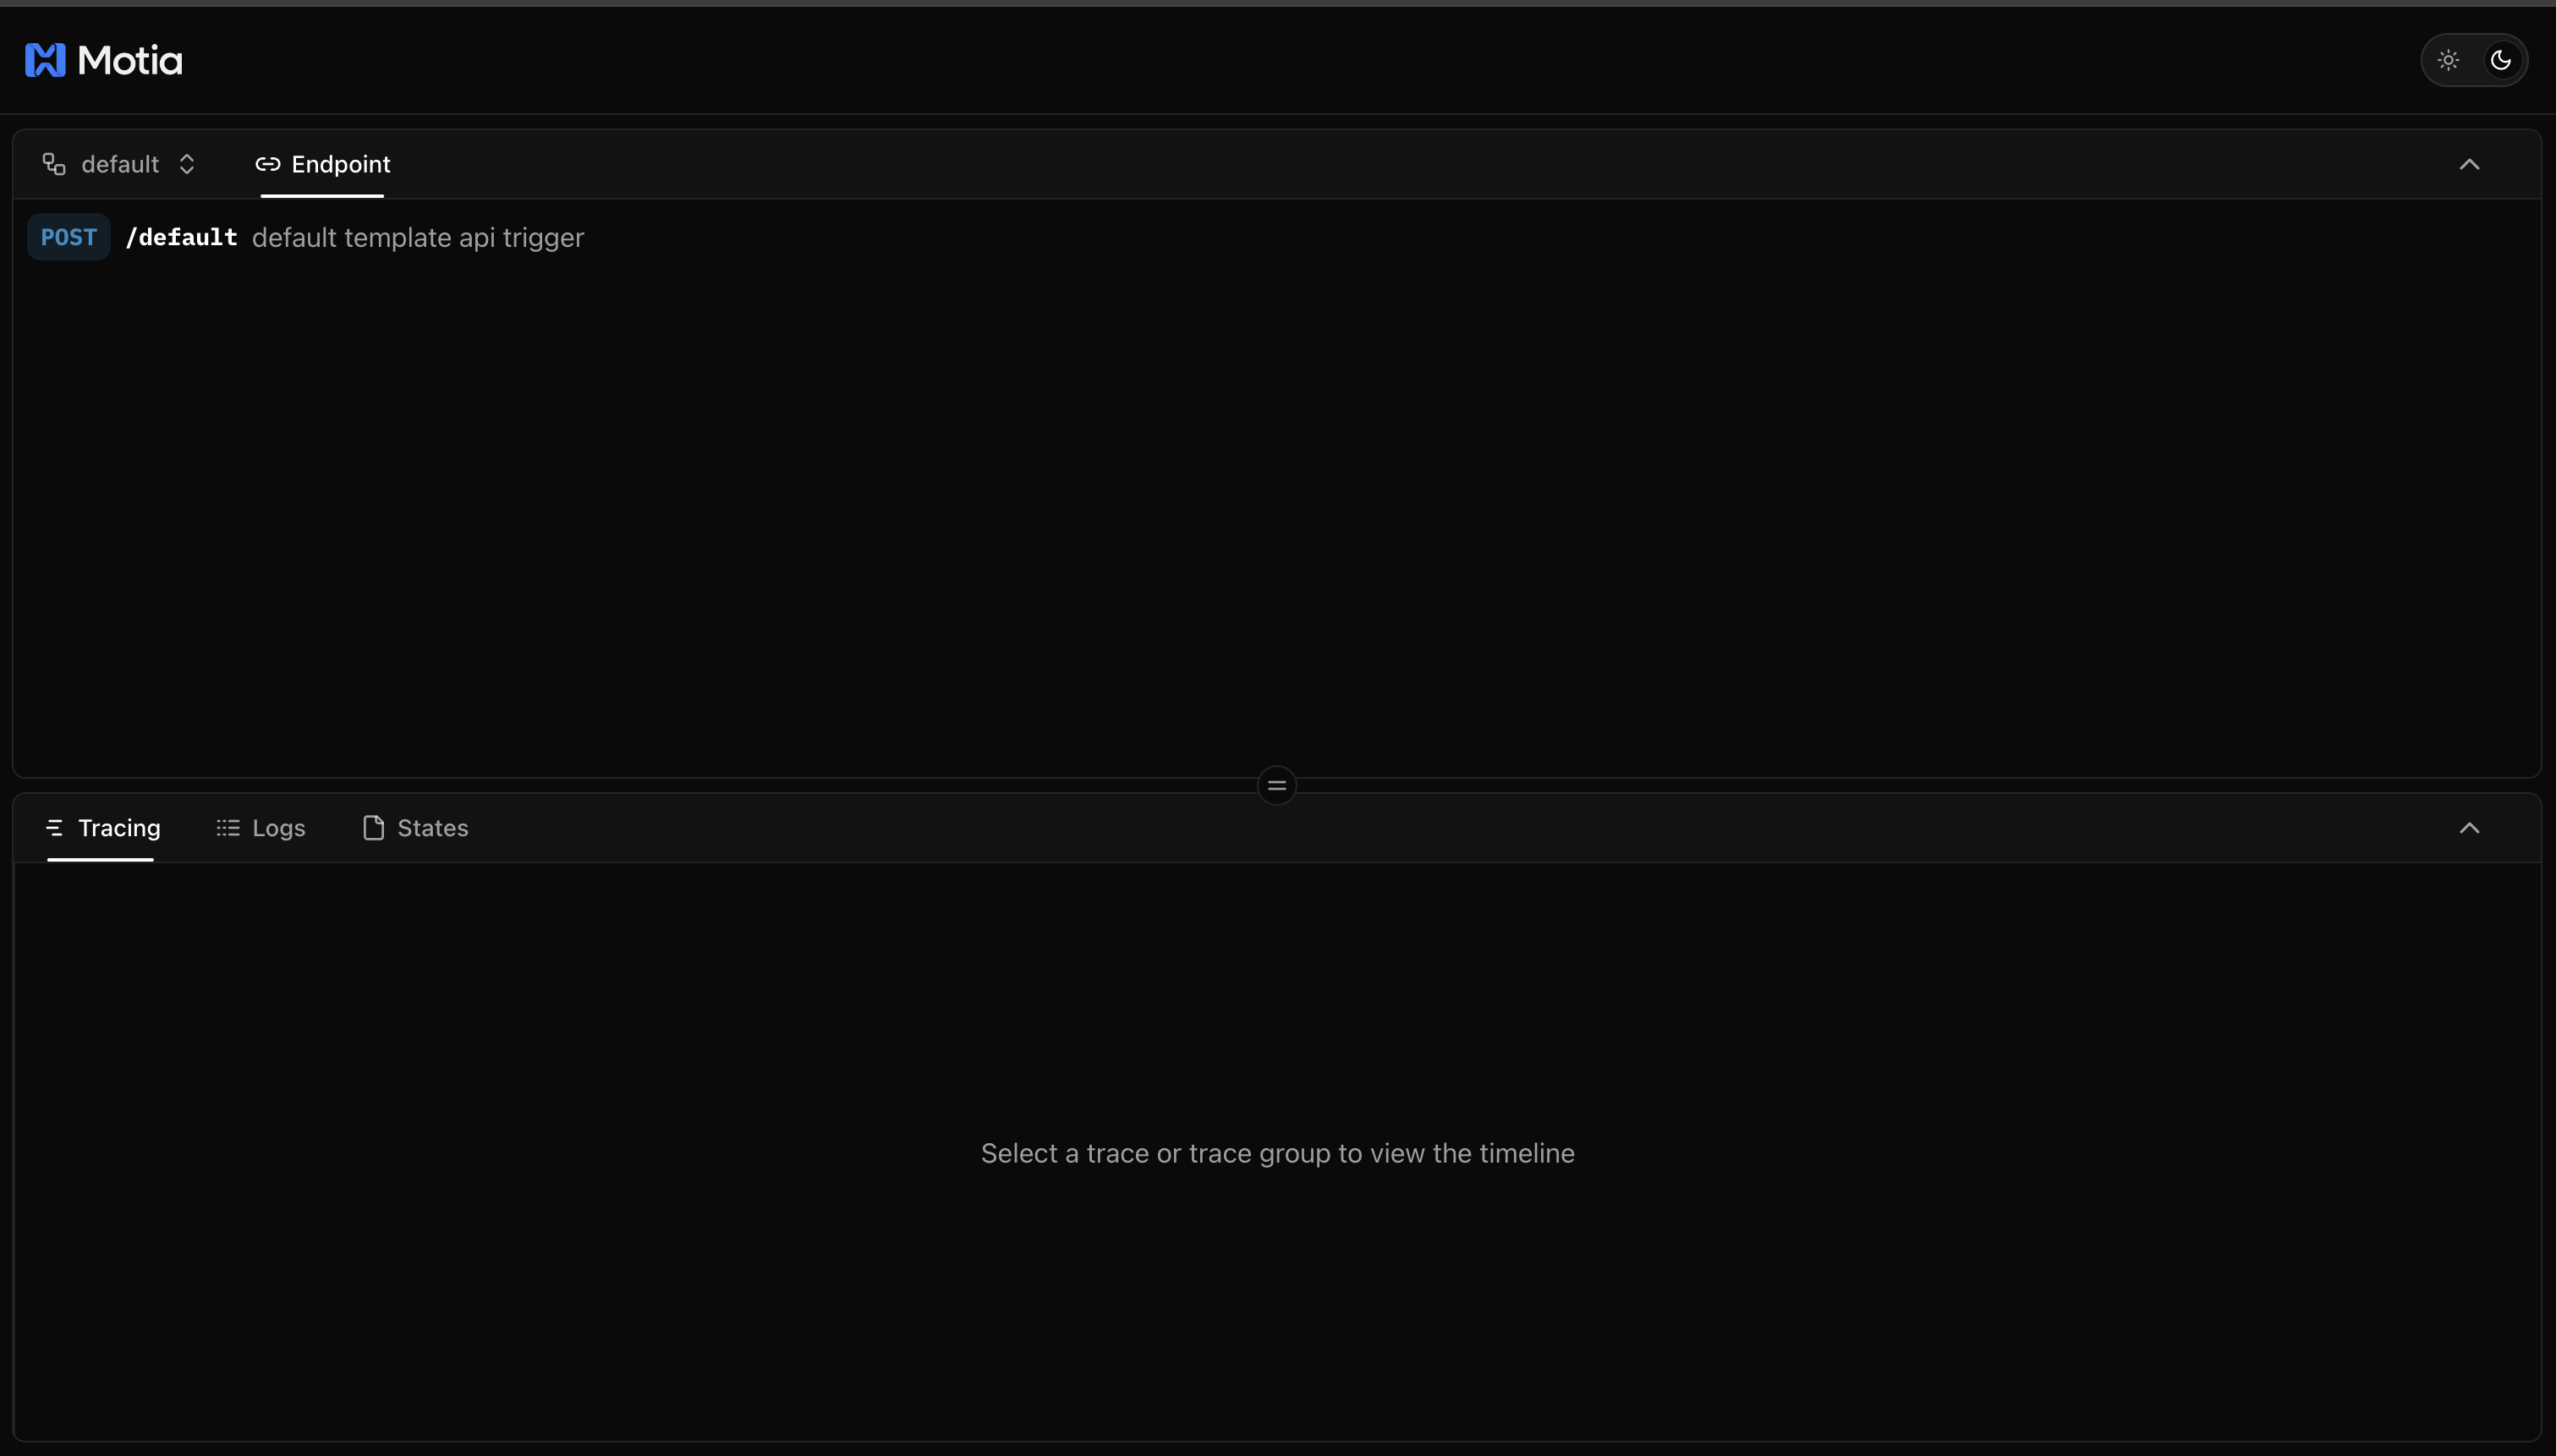 Motia
default Endpoint
POST /default default template api trigger
Tracing Logs States
Select a trace or trace group to view the timeline